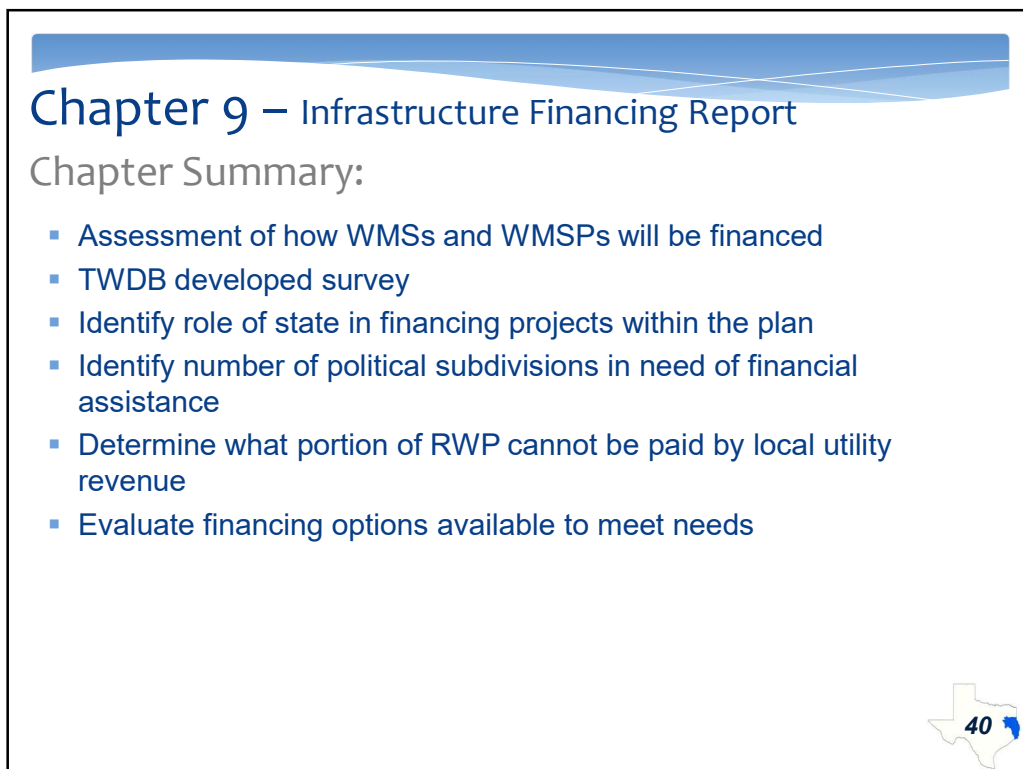 Chapter 9 – Infrastructure Financing Report
Chapter Summary:
▪ Assessment of how WMSs and WMSPs will be financed
▪ TWDB developed survey
▪ Identify role of state in financing projects within the plan
▪ Identify number of political subdivisions in need of financial
assistance
▪ Determine what portion of RWP cannot be paid by local utility
revenue
▪ Evaluate financing options available to meet needs
40